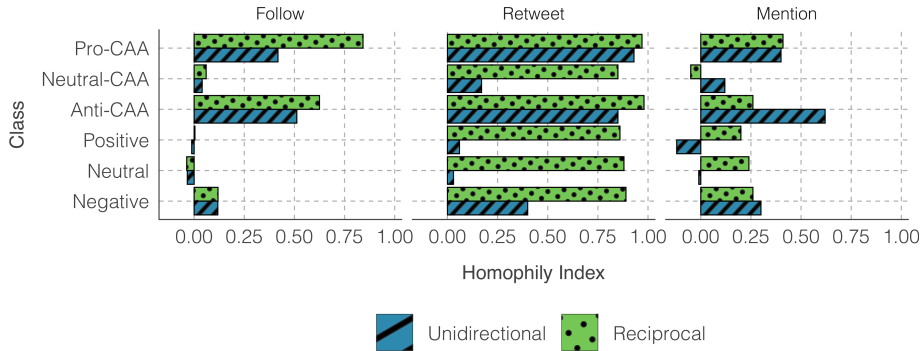 Follow Retweet Mention
Class
Pro-CAA
Neutral-CAA
Anti-CAA
Positive
Neutral
Negative
0.00 0.25 0.50 0.75 1.00 0.00 0.25 0.50 0.75 1.00 0.00 0.25 0.50 0.75 1.00
Homophily Index
Unidirectional Reciprocal